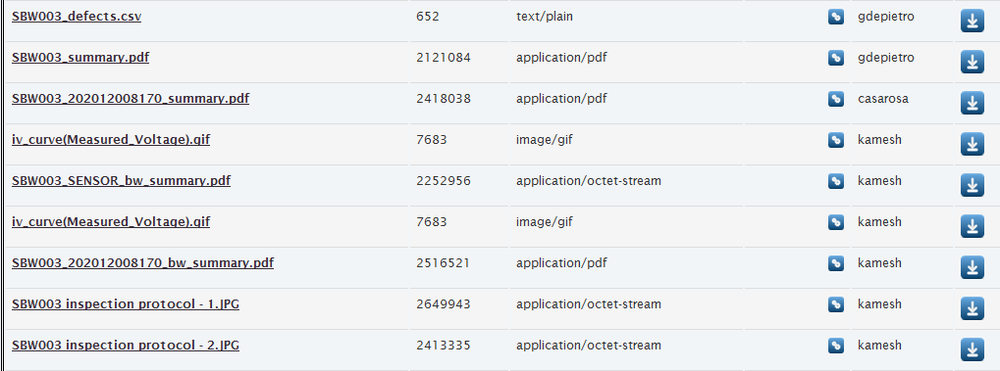 SBW003_defects.csv 652 text/plain gdepietro
SBW003_summary.pdf 2121084 application/pdf gdepietro
SBW003_202012008170_summary.pdf 2418038 application/pdf casarosa
iv_curve(Measured_Voltage).gif 7683 image/gif kamesh
SBW003_SENSOR_bw_summary.pdf 2252956 application/octet-stream kamesh
iv_curve(Measured_Voltage).gif 7683 image/gif kamesh
SBW003_202012008170_bw_summary.pdf 2516521 application/pdf kamesh
SBW003 inspection protocol - 1.JPG 2649943 application/octet-stream kamesh
SBW003 inspection protocol - 2.JPG 2413335 application/octet-stream kamesh